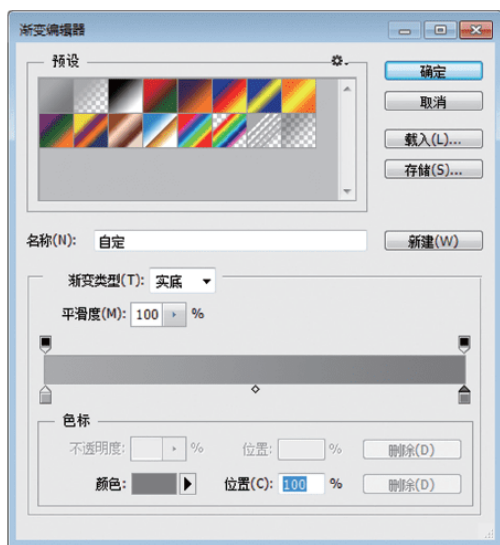 渐变编辑器
预设
确定
取消
载入(L)...
存储(S)...
名称(N): 自定 新建(W)
渐变类型(T): 实底
平滑度(M): 100 %
色标
不透明度: % 位置: % 删除(D)
颜色: 位置(C): 100 % 删除(D)